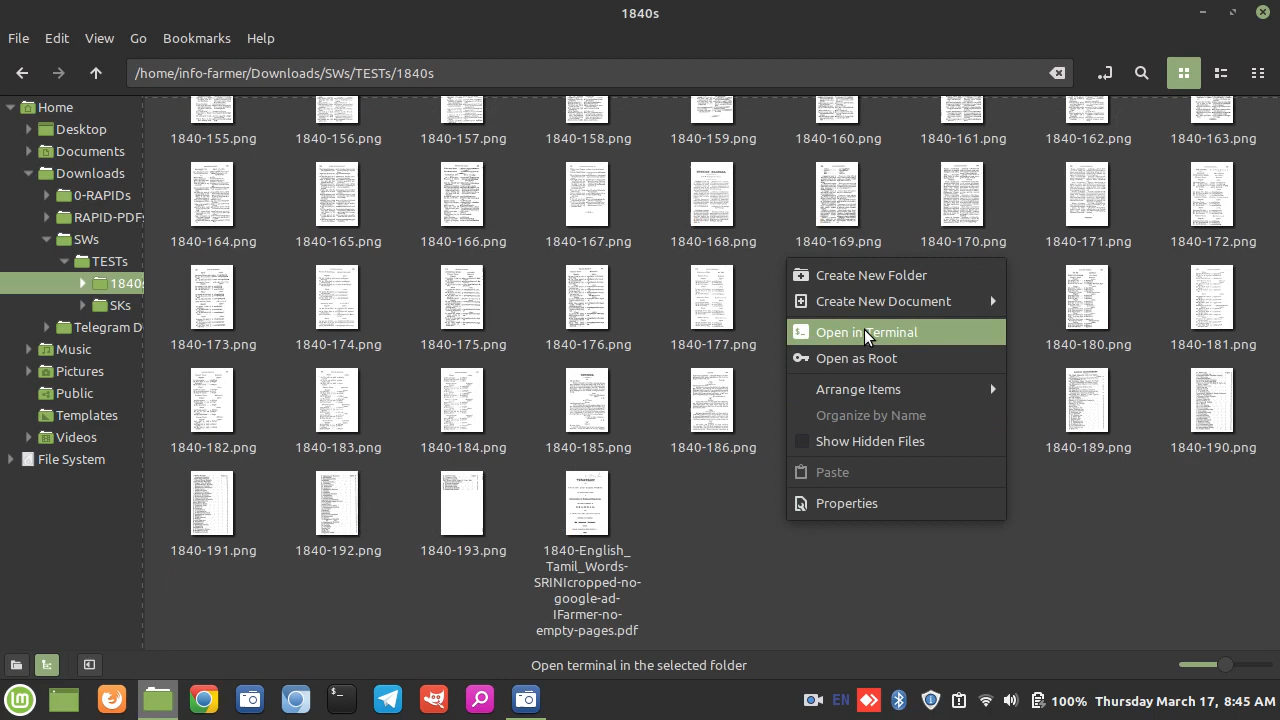 1840s
File Edit View Go Bookmarks Help
/home/info-farmer/Downloads/SWs/TESTs/1840s
Home
Desktop
Documents
Downloads
RAPID-PDF
TESTs
SKs
Telegram D
Pictures
Public
Templates
Videos
File System
1840-155.png 1840-156.png 1840-157.png 1840-158.png 1840-159.png 1840-160.png 1840-161.png 1840-162.png 1840-163.png
1840-164.png 1840-165.png 1840-166.png 1840-167.png 1840-168.png 1840-169.png 1840-170.png 1840-171.png 1840-172.png
1840-173.png 1840-174.png 1840-175.png 1840-176.png 1840-177.png 1840-180.png 1840-181.png
1840-182.png 1840-183.png 1840-184.png 1840-185.png 1840-186.png 1840-189.png 1840-190.png
1840-191.png 1840-192.png 1840-193.png 1840-English_
Tamil_Words-
SRINIcropped-no-
google-ad-
IFarmer-no-
empty-pages.pdf
Create New Folder
Create New Document
Open in Terminal
Open as Root
Arrange Items
Organize by Name
Show Hidden Files
Paste
Properties
Open terminal in the selected folder
EN 100% Thursday March 17, 8:45 AM